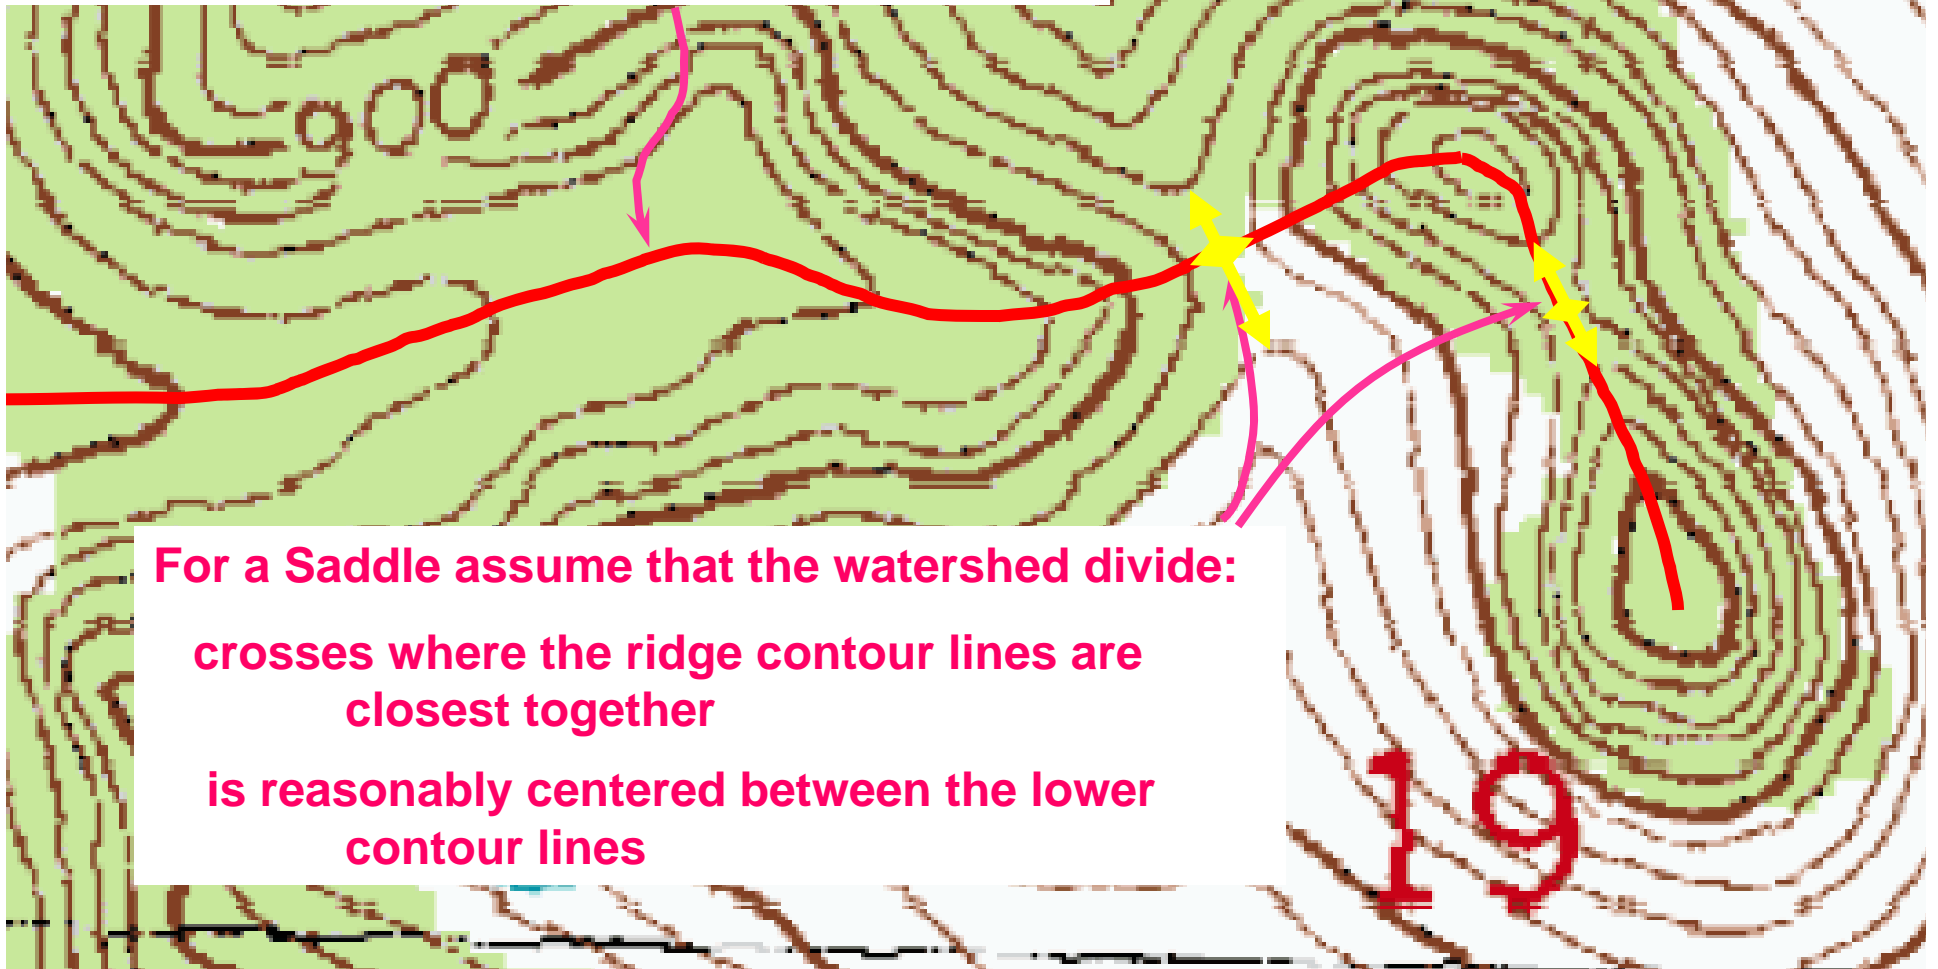 For a Saddle assume that the watershed divide:
crosses where the ridge contour lines are
closest together
is reasonably centered between the lower
contour lines
19